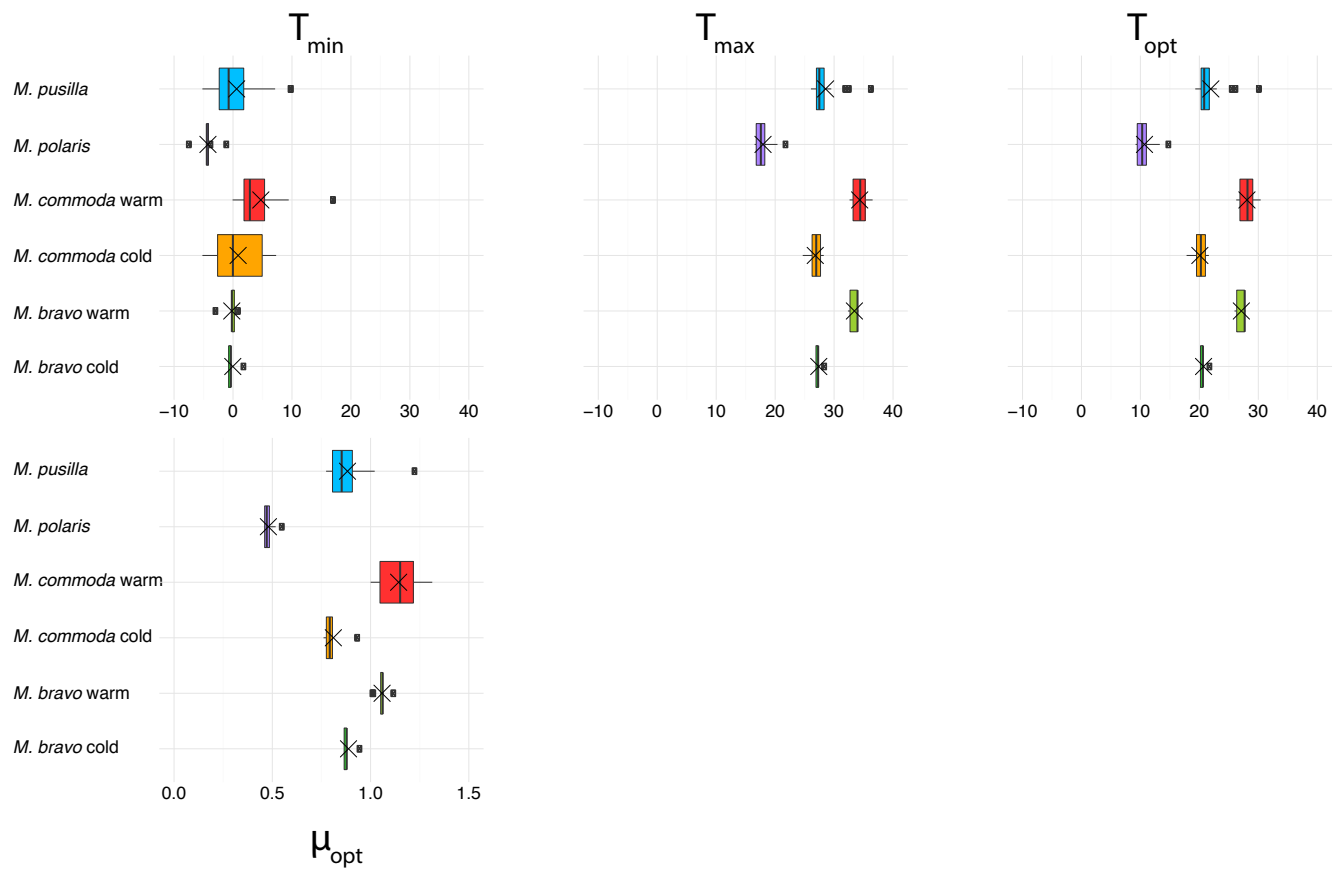 Tmin Tmax Topt
M. pusilla
M. polaris
M. commoda warm
M. commoda cold
M. bravo warm
M. bravo cold
−10 0 10 20 30 40 −10 0 10 20 30 40 −10 0 10 20 30 40
M. pusilla
M. polaris
M. commoda warm
M. commoda cold
M. bravo warm
M. bravo cold
0.0 0.5 1.0 1.5
μopt